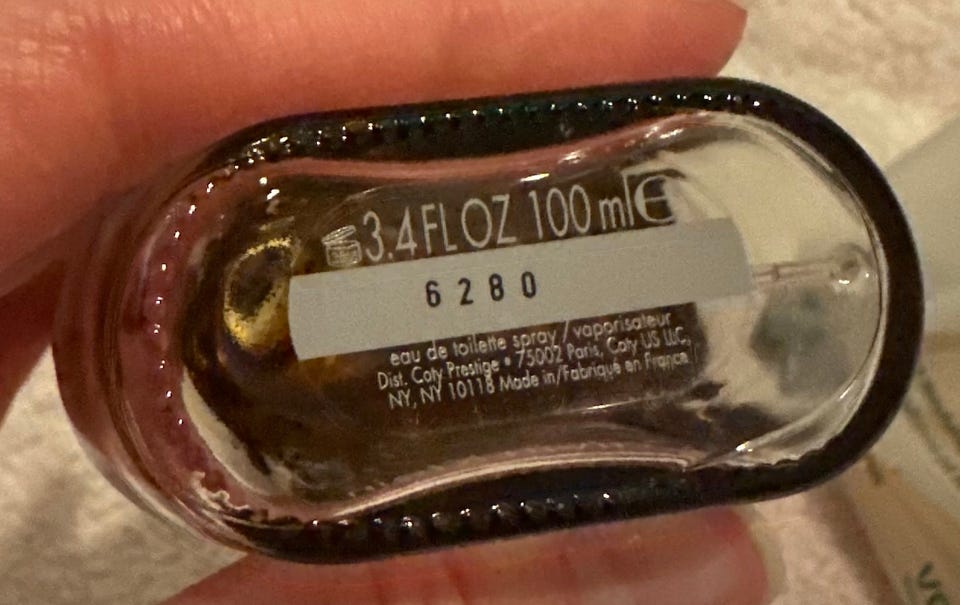 3.4 FL OZ 100 ml E
6280
eau de toilette spray / vaporisateur
Dist. Coty Prestige • 75002 Paris, Coty US LLC,
NY, NY 10118 Made in/Fabriqué en France